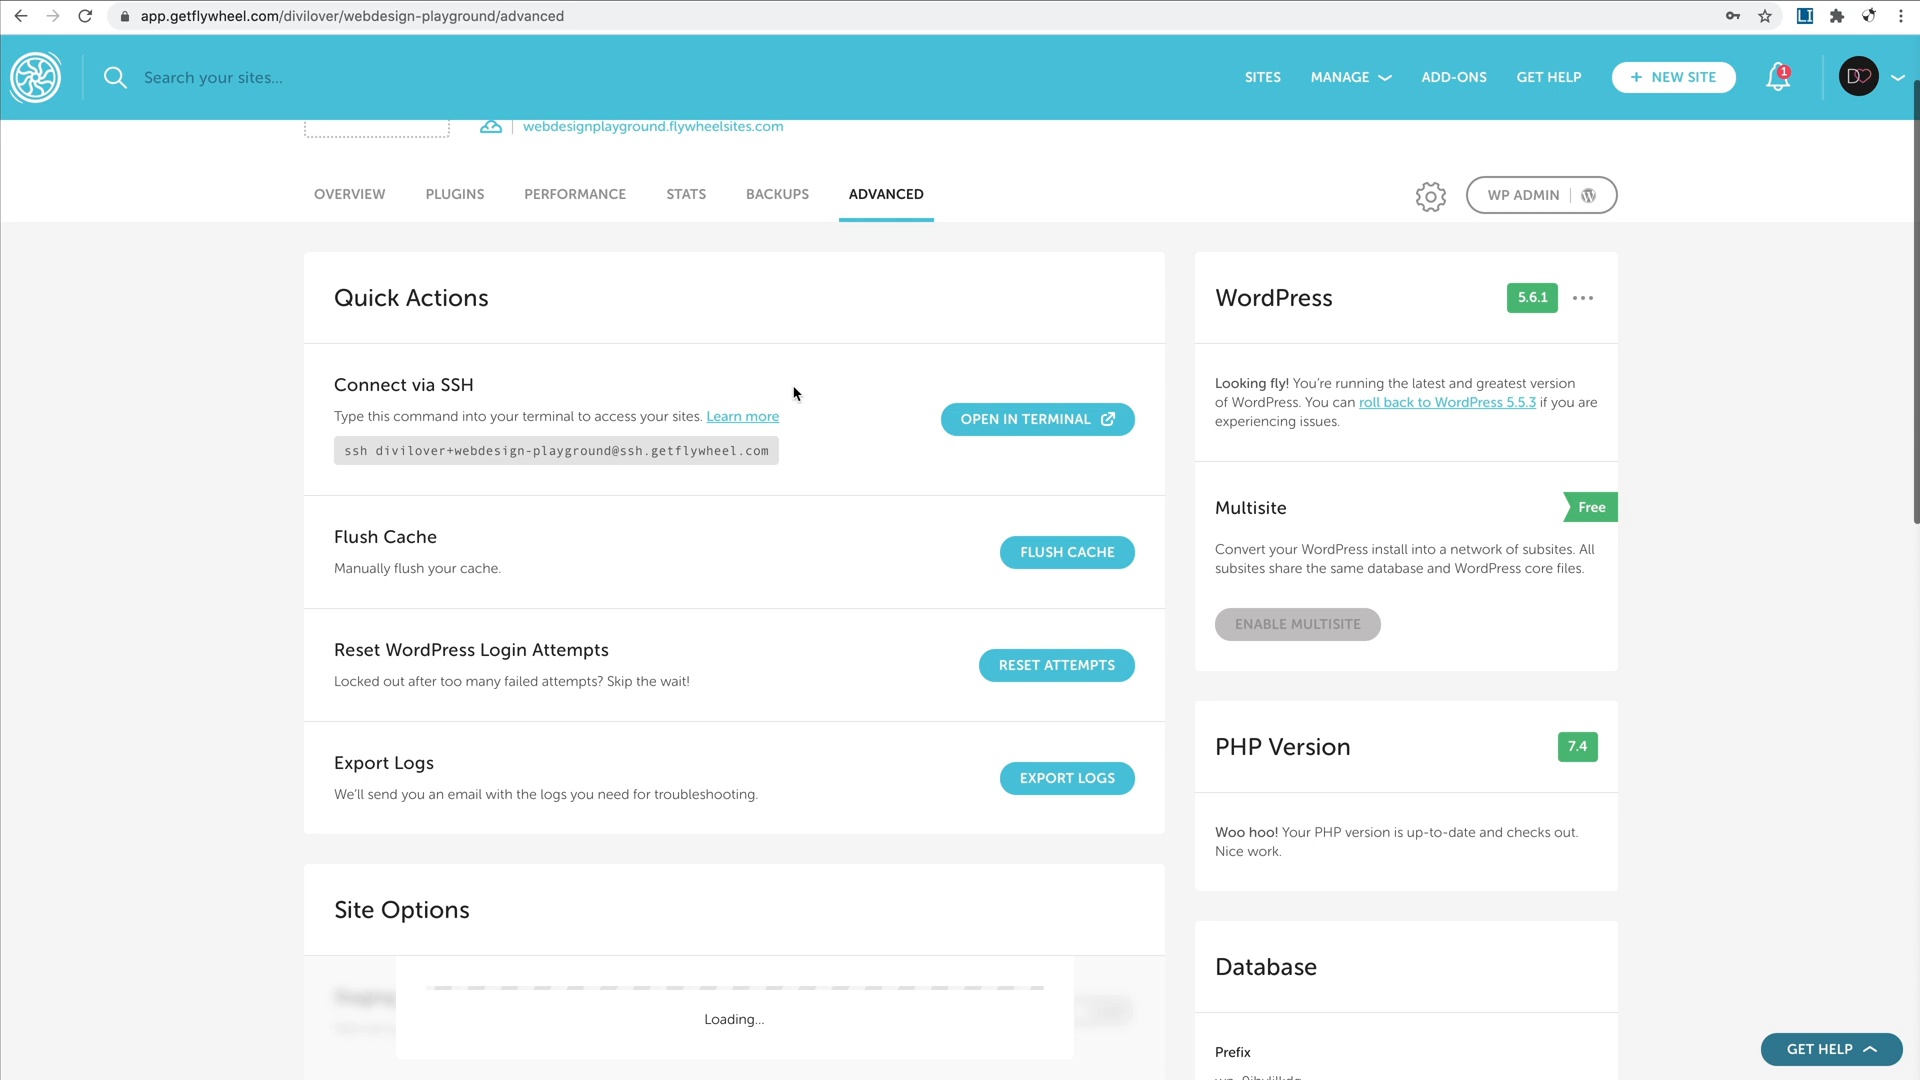 app.getflywheel.com/divilover/webdesign-playground/advanced
Search your sites...
SITES
MANAGE
ADD-ONS
GET HELP
+ NEW SITE
1
D
webdesignplayground.flywheelsites.com
OVERVIEW
PLUGINS
PERFORMANCE
STATS
BACKUPS
ADVANCED
WP ADMIN
Quick Actions
Connect via SSH
Type this command into your terminal to access your sites. Learn more
ssh divilover+webdesign-playground@ssh.getflywheel.com
OPEN IN TERMINAL
Flush Cache
Manually flush your cache.
FLUSH CACHE
Reset WordPress Login Attempts
Locked out after too many failed attempts? Skip the wait!
RESET ATTEMPTS
Export Logs
We'll send you an email with the logs you need for troubleshooting.
EXPORT LOGS
Site Options
Staging
Loading...
WordPress
5.6.1
Looking fly! You're running the latest and greatest version
of WordPress. You can roll back to WordPress 5.5.3 if you are
experiencing issues.
Multisite
Free
Convert your WordPress install into a network of subsites. All
subsites share the same database and WordPress core files.
ENABLE MULTISITE
PHP Version
7.4
Woo hoo! Your PHP version is up-to-date and checks out.
Nice work.
Database
Prefix
GET HELP